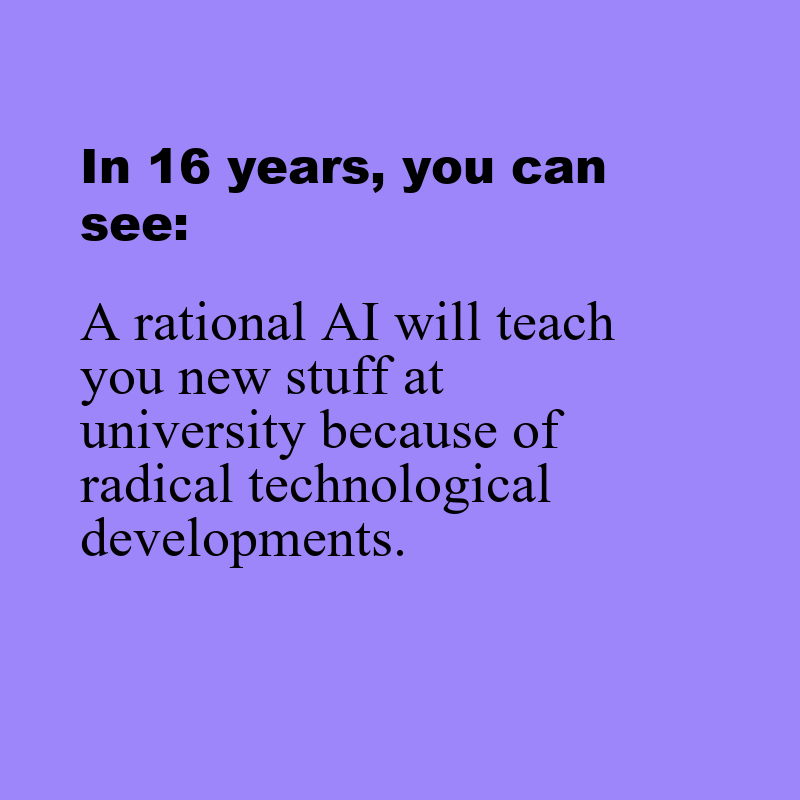 In 16 years, you can
see:
A rational AI will teach
you new stuff at
university because of
radical technological
developments.